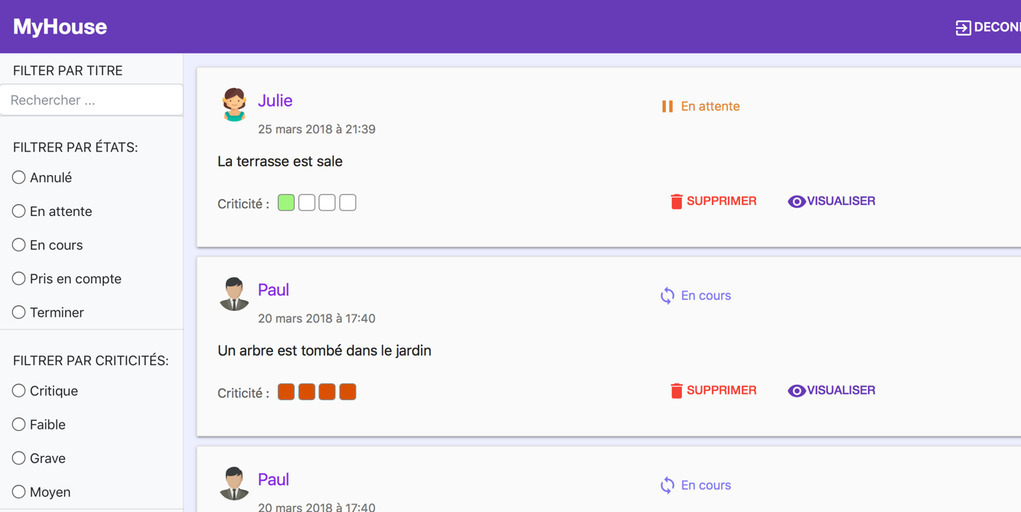 MyHouse
FILTER PAR TITRE
Rechercher ...
FILTRER PAR ÉTATS:
Annulé
En attente
En cours
Pris en compte
Terminer
FILTRER PAR CRITICITÉS:
Critique
Faible
Grave
Moyen
Julie
En attente
25 mars 2018 à 21:39
La terrasse est sale
Criticité :
SUPPRIMER
VISUALISER
Paul
En cours
20 mars 2018 à 17:40
Un arbre est tombé dans le jardin
Criticité :
SUPPRIMER
VISUALISER
Paul
En cours
20 mars 2018 à 17:40